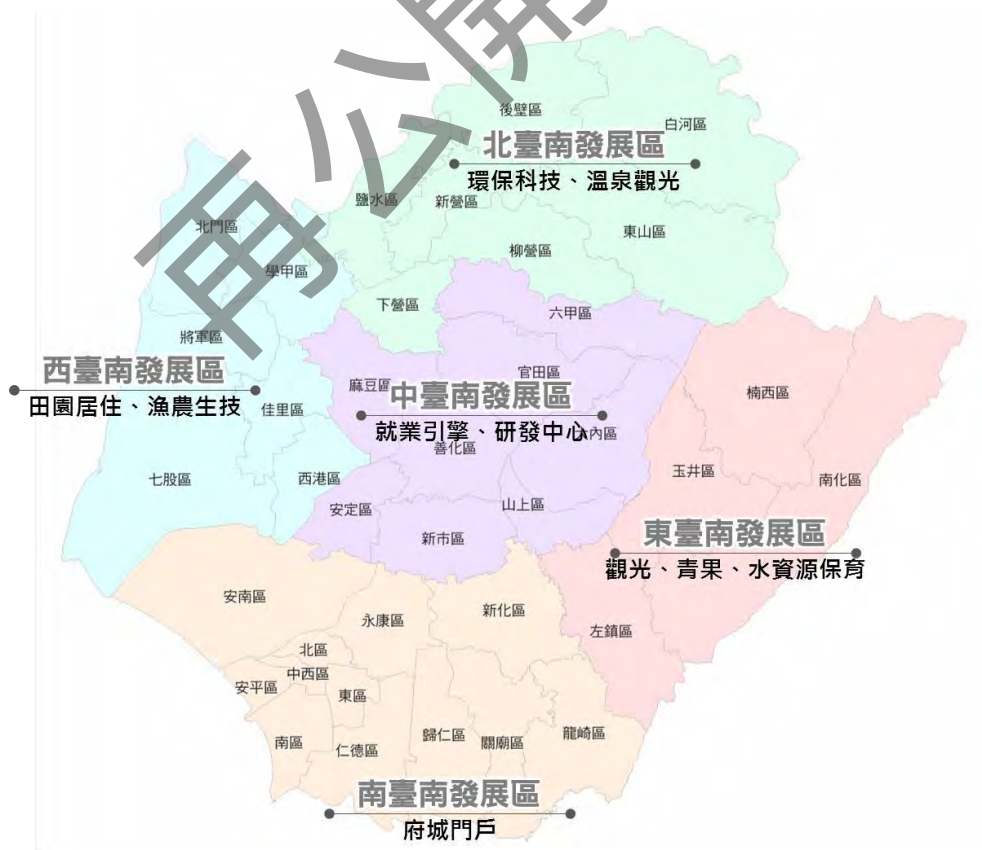 再公開
後壁區
白河區
北臺南發展區
環保科技、溫泉觀光
鹽水區
新營區
東山區
北門區
柳營區
學甲區
下營區
六甲區
將軍區
西臺南發展區
田園居住、漁農生技
官田區
麻豆區
中臺南發展區
就業引擎、研發中心
楠西區
佳里區
善化區
大內區
七股區
西港區
玉井區
南化區
安定區
山上區
新市區
東臺南發展區
觀光、青果、水資源保育
安南區
永康區
新化區
左鎮區
北區
中西區
安平區
東區
南區
仁德區
歸仁區
關廟區
龍崎區
南臺南發展區
府城門戶